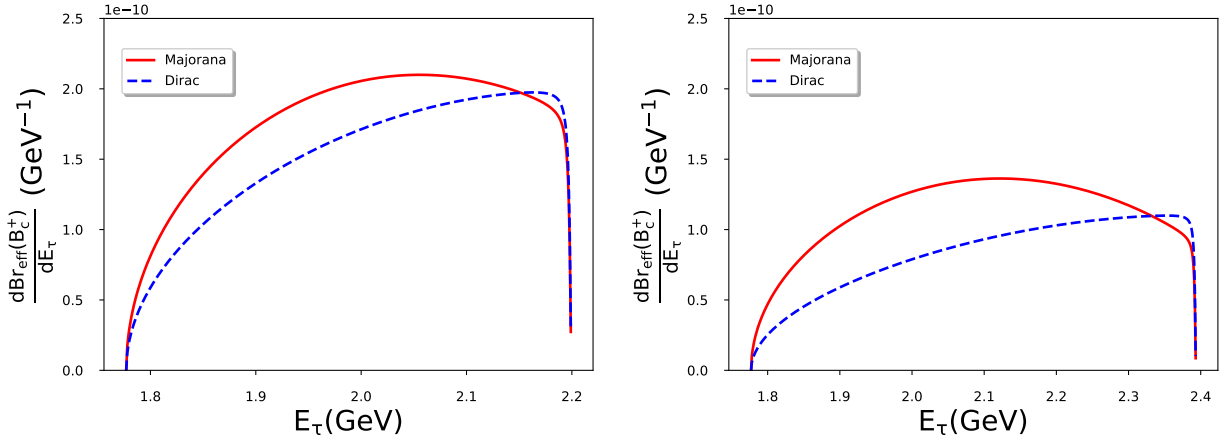 1e−10
2.5
2.0
1.5
1.0
0.5
0.0
dBr_eff(B_c^+)/dE_τ (GeV^−1)
Majorana
Dirac
1.8 1.9 2.0 2.1 2.2
E_τ(GeV)
1e−10
2.5
2.0
1.5
1.0
0.5
0.0
dBr_eff(B_c^+)/dE_τ (GeV^−1)
Majorana
Dirac
1.8 1.9 2.0 2.1 2.2 2.3 2.4
E_τ(GeV)